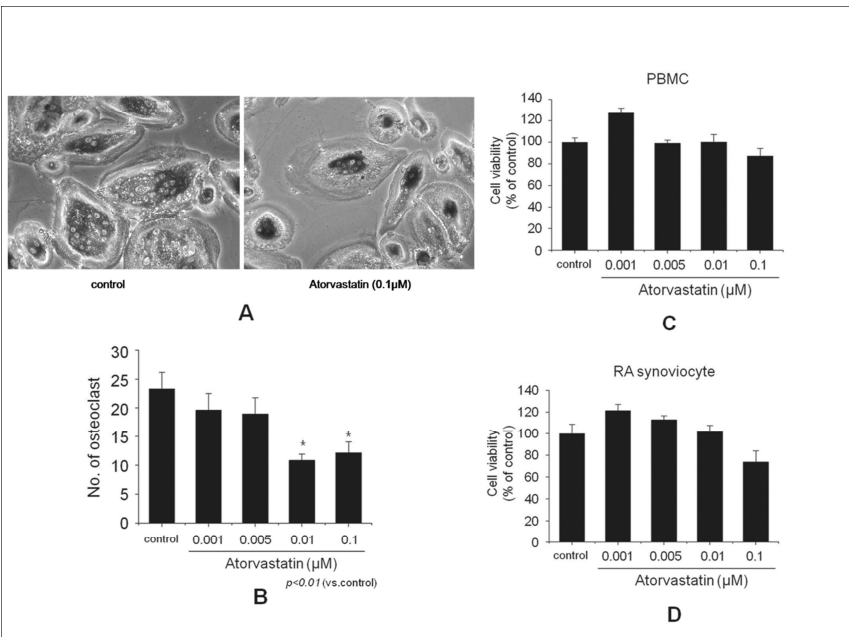 control
Atorvastatin (0.1µM)
A
No. of osteoclast
30
25
20
15
10
5
0
*
*
control
0.001
0.005
0.01
0.1
Atorvastatin (µM)
p<0.01 (vs.control)
B
PBMC
Cell viability
(% of control)
140
120
100
80
60
40
20
0
control
0.001
0.005
0.01
0.1
Atorvastatin (µM)
C
RA synoviocyte
Cell viability
(% of control)
140
120
100
80
60
40
20
0
control
0.001
0.005
0.01
0.1
Atorvastatin (µM)
D